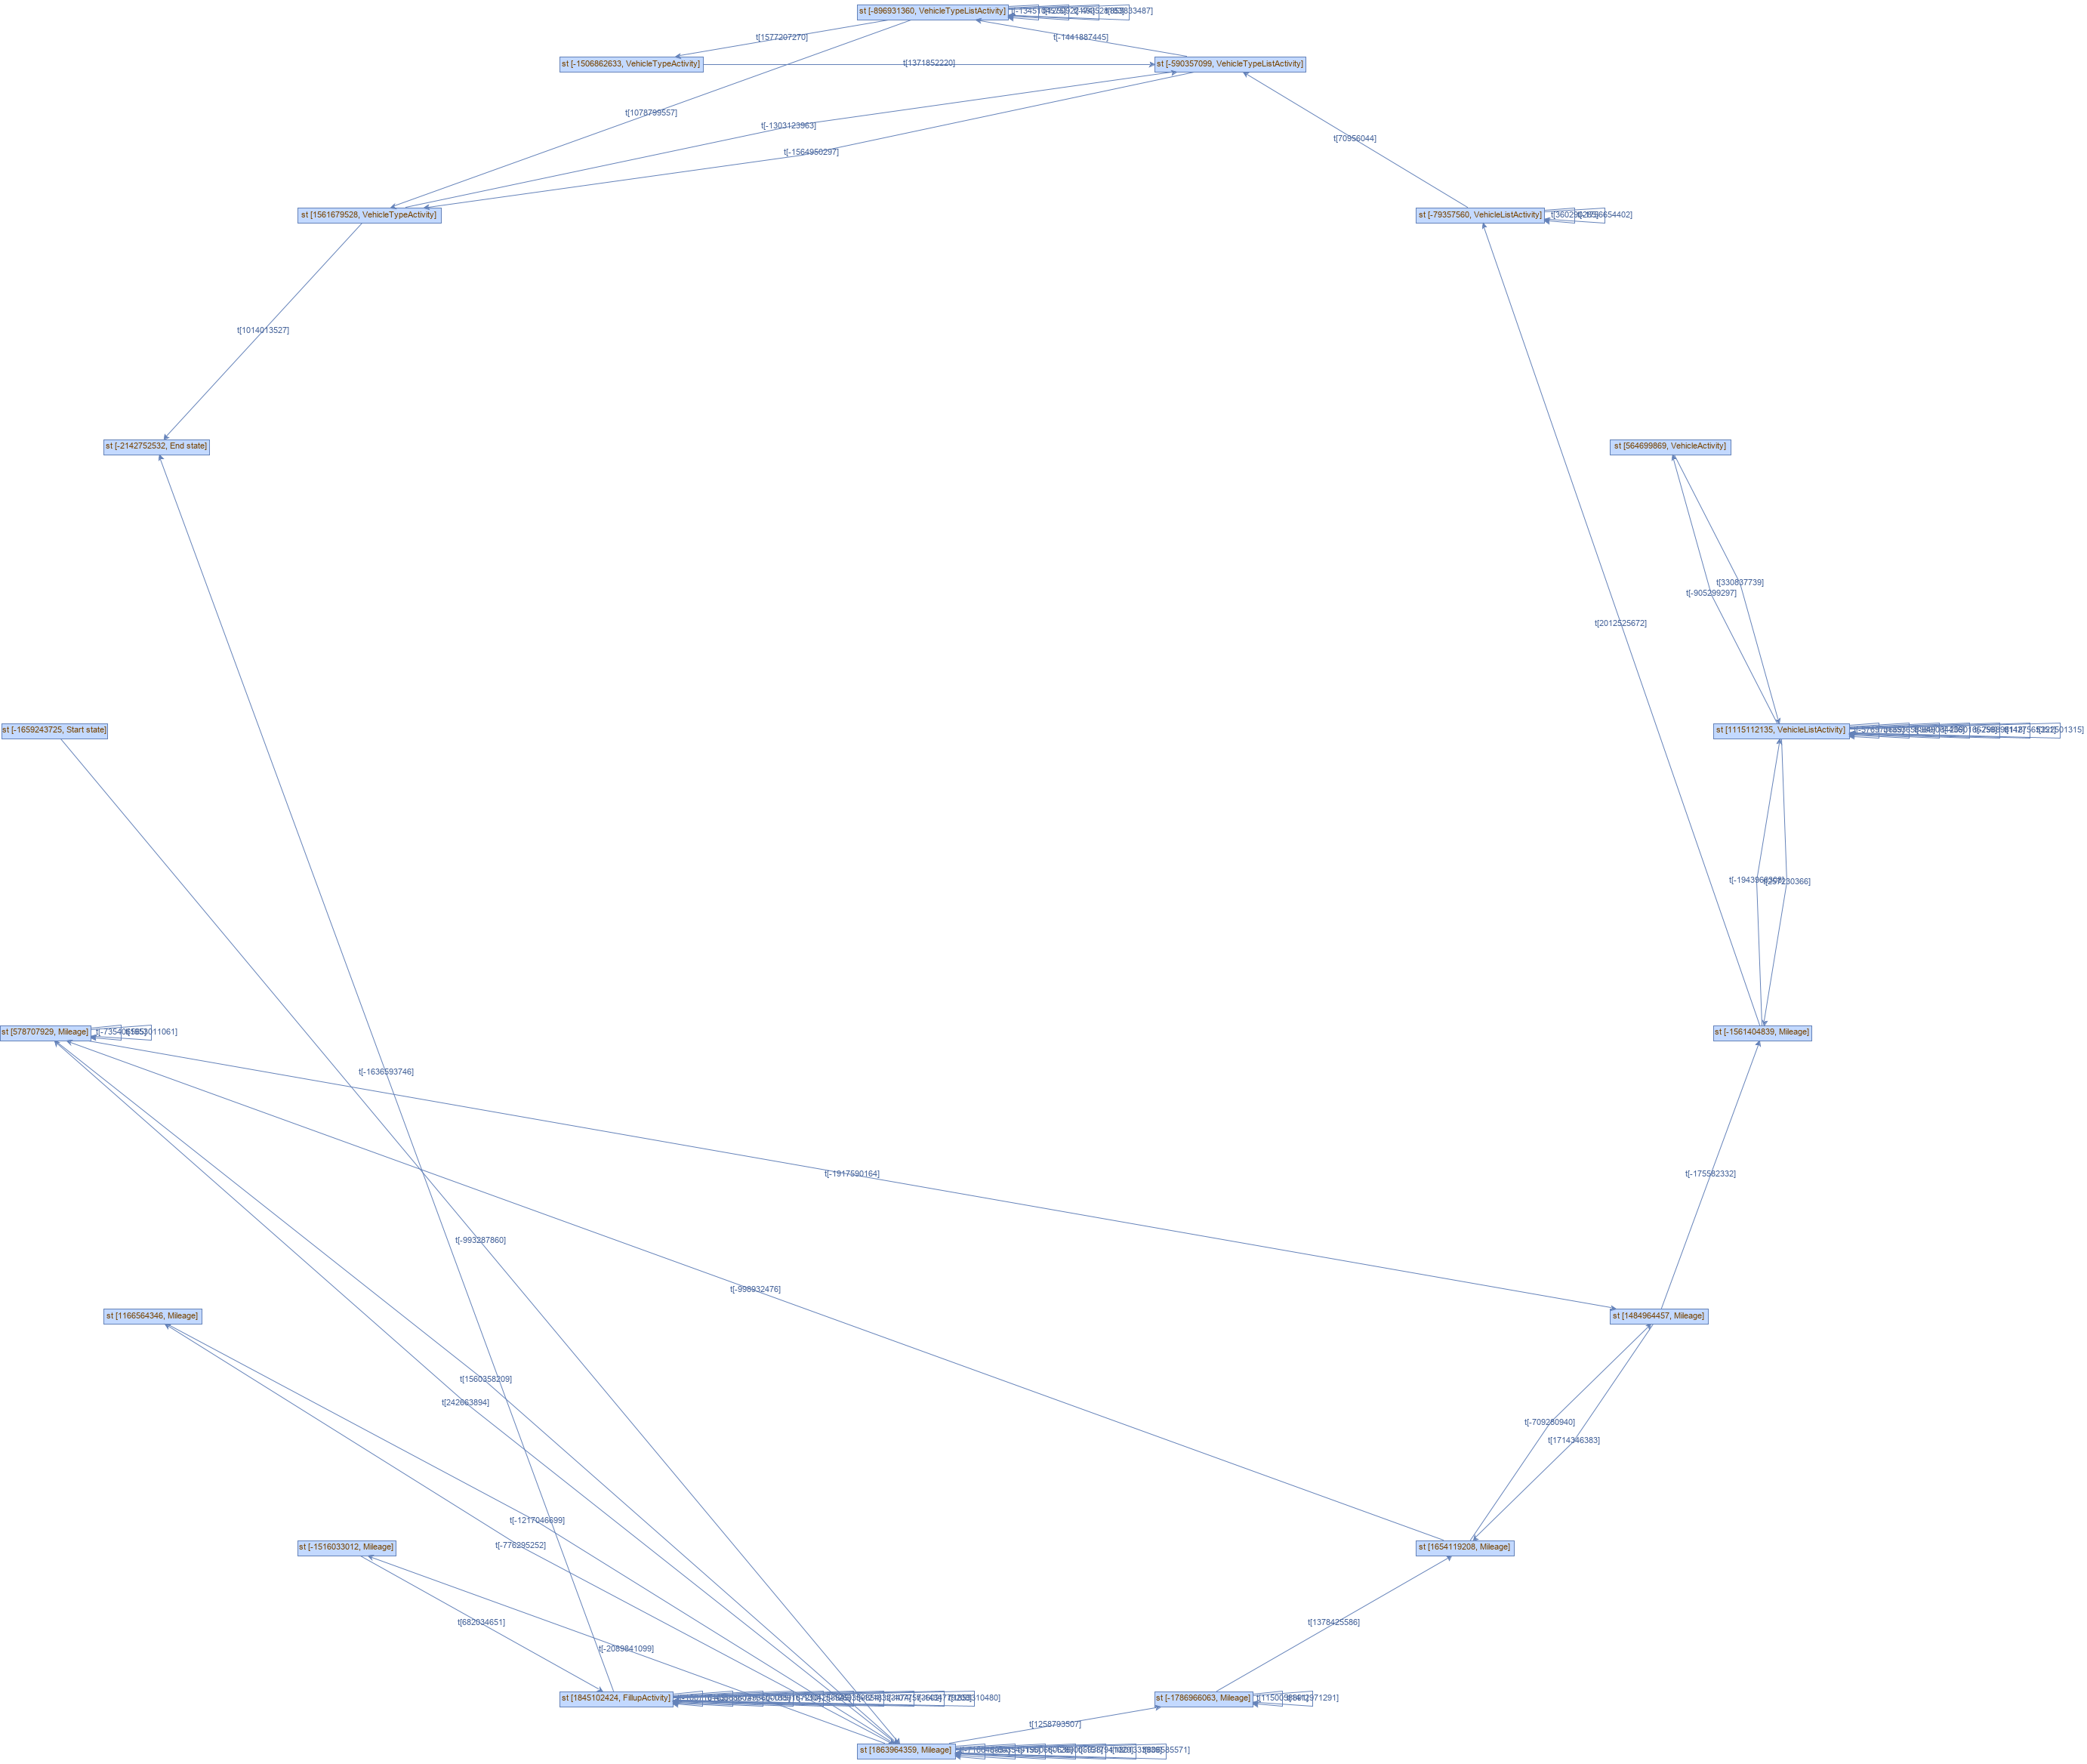 st [-896931360, VehicleTypeListActivity]
t[1577207270]
t[-1441887445]
st [-1506862633, VehicleTypeActivity]
t[1371852220]
st [-590357099, VehicleTypeListActivity]
t[1078799557]
t[-1303123963]
t[70956044]
t[-1564950297]
st [1561679528, VehicleTypeActivity]
st [-79357560, VehicleListActivity]
t[1014013527]
st [-2142752532, End state]
st [564699869, VehicleActivity]
t[330837739]
t[-905299297]
t[2012525672]
st [-1659243725, Start state]
st [1115112135, VehicleListActivity]
t[257230366]
st [578707929, Mileage]
st [-1561404839, Mileage]
t[-1636593746]
t[-1917590164]
t[-175582332]
t[-993287860]
t[-998932476]
st [1166564346, Mileage]
st [1484964457, Mileage]
t[1560358209]
t[242663894]
t[-709280940]
t[1714346383]
t[-1217046699]
t[-776295252]
st [-1516033012, Mileage]
st [1654119208, Mileage]
t[682034651]
t[1378425586]
t[-2089841099]
st [1845102424, FillupActivity]
st [-1786966063, Mileage]
t[1258793507]
st [1863964359, Mileage]